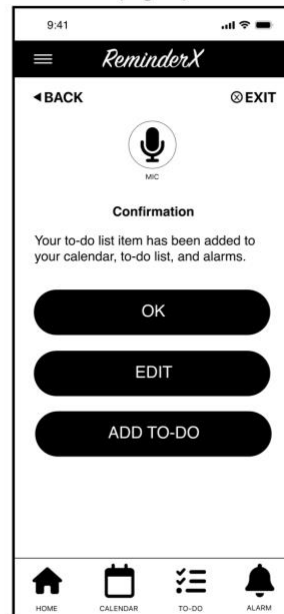 9:41
ReminderX
◄BACK ⊗EXIT
MIC
Confirmation
Your to-do list item has been added to
your calendar, to-do list, and alarms.
OK
EDIT
ADD TO-DO
HOME CALENDAR TO-DO ALARM